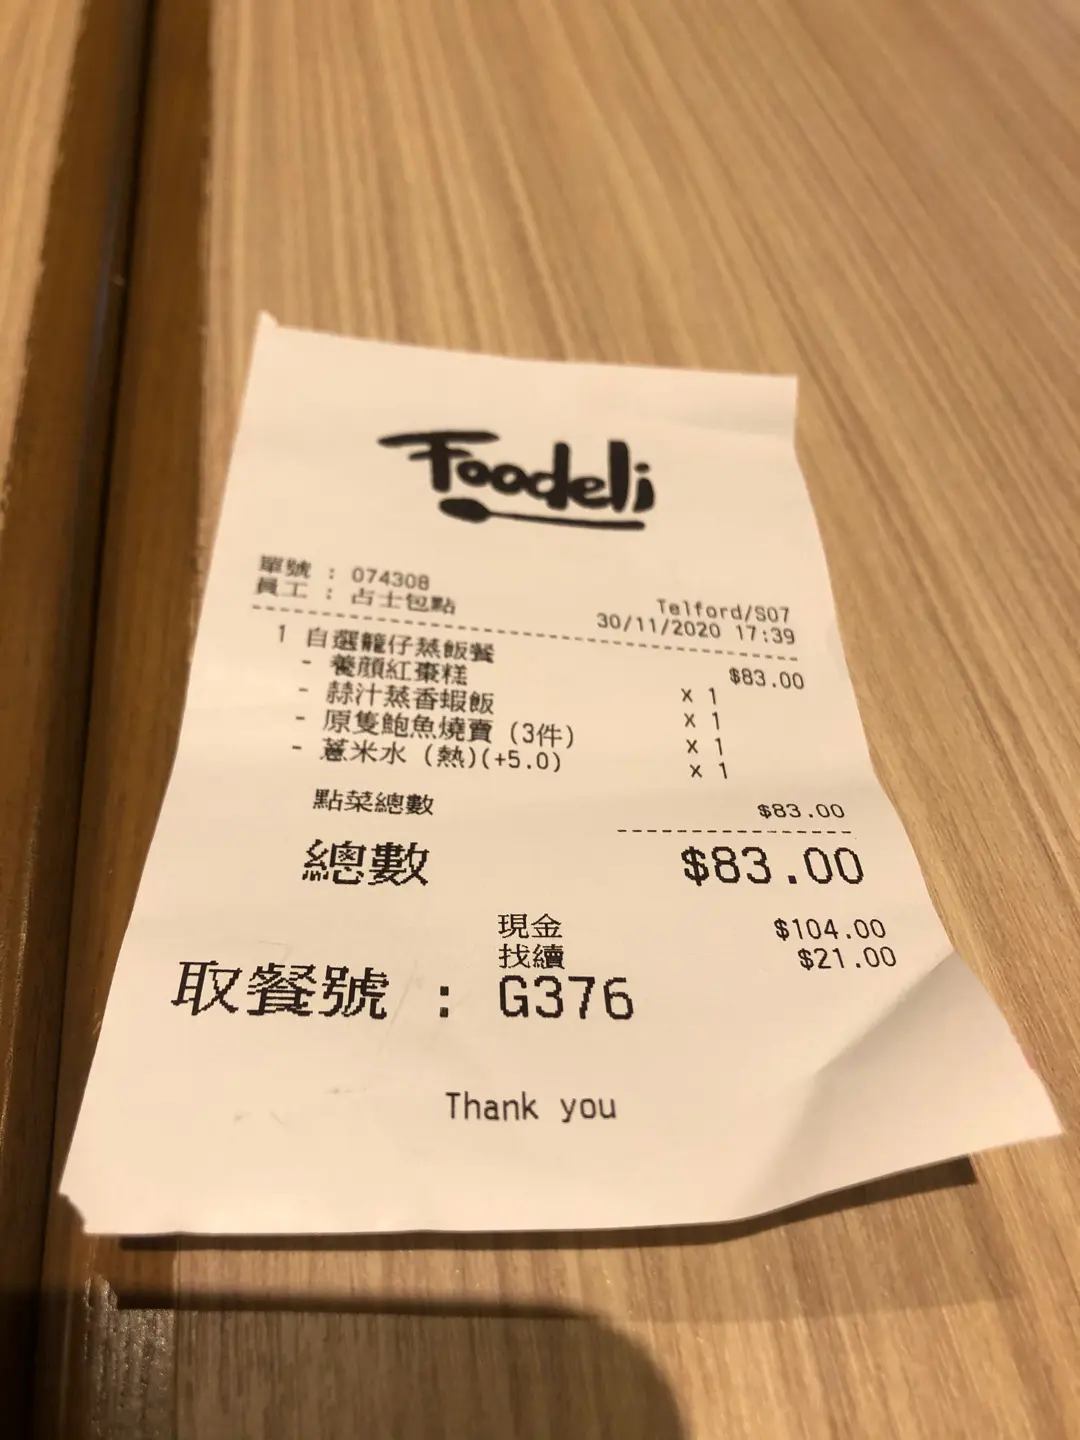 Foodeli
單號 : 074308
員工 : 占士包點
Telford/S07
30/11/2020 17:39
1 自選籠仔蒸飯餐 $83.00
- 養顏紅棗糕 x 1
- 蒜汁蒸香蝦飯 x 1
- 原隻鮑魚燒賣 (3件) x 1
- 薏米水 (熱)(+5.0) x 1
點菜總數 $83.00
總數 $83.00
現金 $104.00
找續 $21.00
取餐號 : G376
Thank you